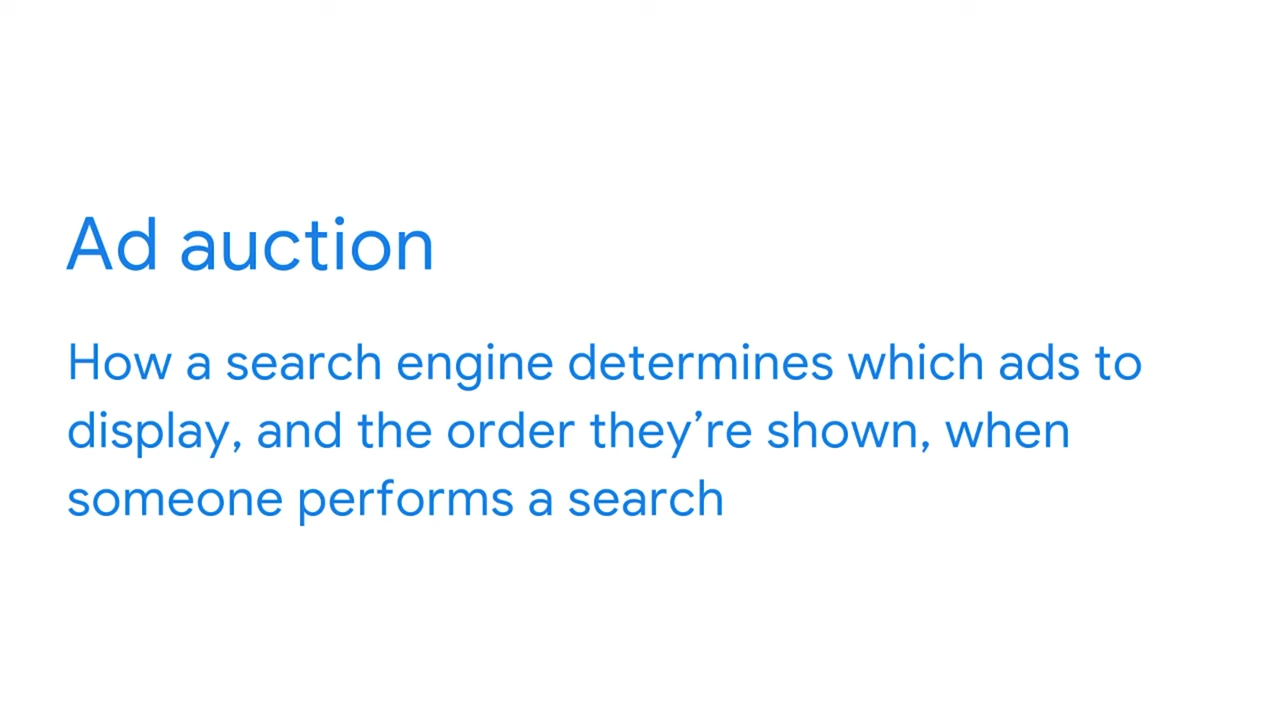 Ad auction
How a search engine determines which ads to
display, and the order they’re shown, when
someone performs a search